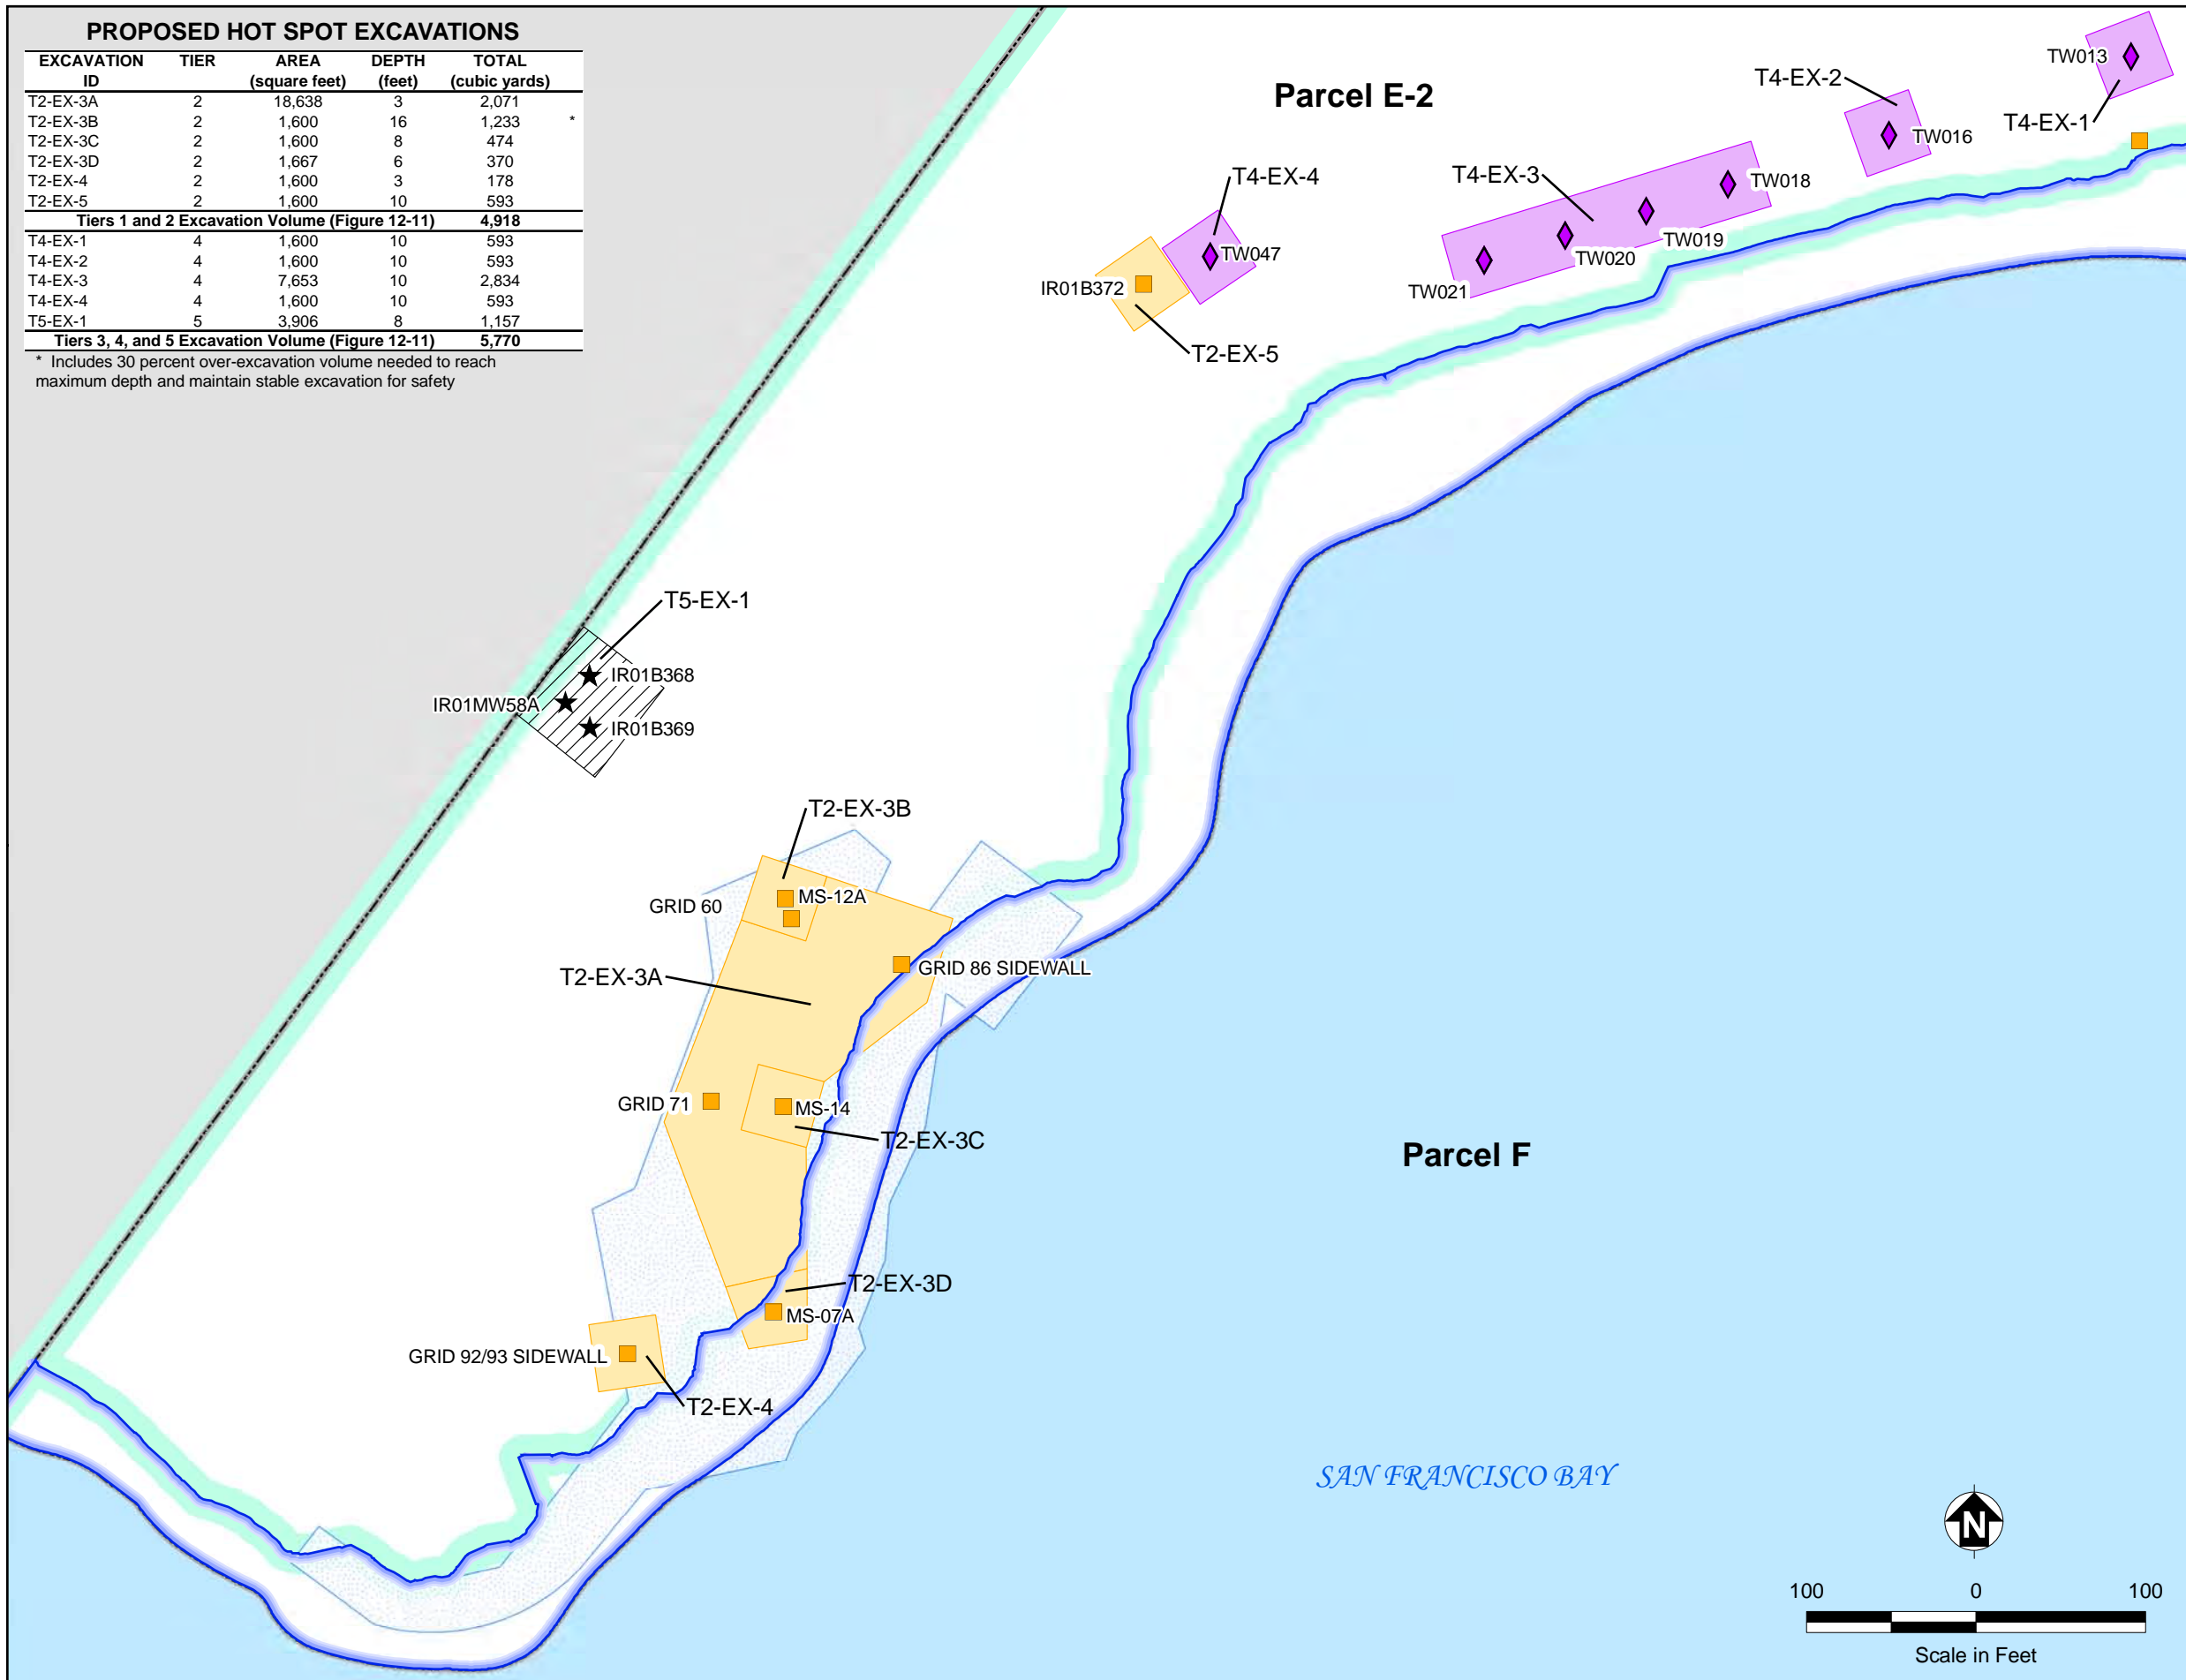 PROPOSED HOT SPOT EXCAVATIONS
EXCAVATION TIER AREA DEPTH TOTAL
ID (square feet) (feet) (cubic yards)
T2-EX-3A 2 18,638 3 2,071
T2-EX-3B 2 1,600 16 1,233 *
T2-EX-3C 2 1,600 8 474
T2-EX-3D 2 1,667 6 370
T2-EX-4 2 1,600 3 178
T2-EX-5 2 1,600 10 593
Tiers 1 and 2 Excavation Volume (Figure 12-11) 4,918
T4-EX-1 4 1,600 10 593
T4-EX-2 4 1,600 10 593
T4-EX-3 4 7,653 10 2,834
T4-EX-4 4 1,600 10 593
T5-EX-1 5 3,906 8 1,157
Tiers 3, 4, and 5 Excavation Volume (Figure 12-11) 5,770
* Includes 30 percent over-excavation volume needed to reach
maximum depth and maintain stable excavation for safety
Parcel E-2
TW013
T4-EX-2
T4-EX-1
TW016
T4-EX-4
T4-EX-3
TW018
TW019
TW047
TW020
IR01B372
TW021
T2-EX-5
T5-EX-1
IR01B368
IR01MW58A
IR01B369
T2-EX-3B
MS-12A
GRID 60
GRID 86 SIDEWALL
T2-EX-3A
GRID 71
MS-14
T2-EX-3C
Parcel F
T2-EX-3D
MS-07A
GRID 92/93 SIDEWALL
T2-EX-4
SAN FRANCISCO BAY
N
100 0 100
Scale in Feet